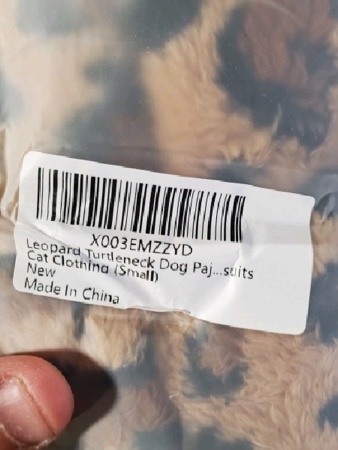 X003EMZZYD
Leopard Turtleneck Dog Paj...suits
Cat Clothing (Small)
New
Made In China